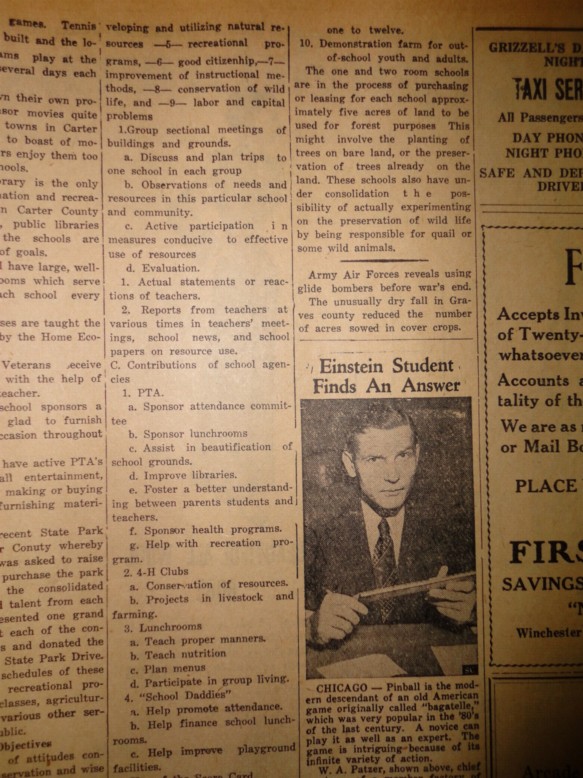 games. Tennis
built and the lo-
ams play at the
several days each
wn their own pro-
sor movies quite
towns in Carter
to boast of mo-
rs enjoy them too
hools.
rary is the only
ation and recrea-
n Carter County
, public libraries
the schools are
of goals.
l have large, well-
ooms which serve
ach school every
ses are taught the
by the Home Eco-
Veterans receive
with the help of
eacher.
school sponsors a
glad to furnish
ccasion throughout
have active PTA's
all entertainment,
making or buying
furnishing materi-
recent State Park
r Conuty whereby
was asked to raise
purchase the park
the consolidated
d talent from each
resented one grand
t each of the con-
s and donated the
State Park Drive.
schedules of these
recreational pro-
classes, agricultur-
various other ser-
ublic.
Objectives
of attitudes con-
servation and wise
veloping and utilizing natural re-
sources —5— recreational pro-
grams, —6— good citizenship,—7—
improvement of instructional me-
thods, —8— conservation of wild
life, and —9— labor and capital
problems
1.Group sectional meetings of
buildings and grounds.
a. Discuss and plan trips to
one school in each group
b. Observations of needs and
resources in this particular school
and community.
c. Active participation in
measures conducive to effective
use of resources
d. Evaluation.
1. Actual statements or reac-
tions of teachers.
2. Reports from teachers at
various times in teachers' meet-
ings, school news, and school
papers on resource use.
C. Contributions of school agen-
cies
1. PTA.
a. Sponsor attendance commit-
tee
b. Sponsor lunchrooms
c. Assist in beautification of
school grounds.
d. Improve libraries.
e. Foster a better understand-
ing between parents students and
teachers.
f. Sponsor health programs.
g. Help with recreation pro-
gram.
2. 4-H Clubs
a. Conservation of resources.
b. Projects in livestock and
farming.
3. Lunchrooms
a. Teach proper manners.
b. Teach nutrition
c. Plan menus
d. Participate in group living.
4. "School Daddies"
a. Help promote attendance.
b. Help finance school lunch-
rooms.
c. Help improve playground
facilities.
one to twelve.
10. Demonstration farm for out-
of-school youth and adults.
The one and two room schools
are in the process of purchasing
or leasing for each school approx-
imately five acres of land to be
used for forest purposes This
might involve the planting of
trees on bare land, or the preser-
vation of trees already on the
land. These schools also have un-
der consolidation the pos-
sibility of actually experimenting
on the preservation of wild life
by being responsible for quail or
some wild animals.
Army Air Forces reveals using
glide bombers before war's end.
The unusually dry fall in Gra-
ves county reduced the number
of acres sowed in cover crops.
Einstein Student
Finds An Answer
CHICAGO — Pinball is the mod-
ern descendant of an old American
game originally called "bagatelle,"
which was very popular in the '80's
of the last century. A novice can
play it as well as an expert. The
game is intriguing—because of its
infinite variety of action.
W. A. Patzer, shown above, chief
GRIZZELL'S D
NIGHT
TAXI SER
All Passengers
DAY PHON
NIGHT PHO
SAFE AND DEP
DRIVE
F
Accepts Inv
of Twenty-
whatsoever
Accounts a
tality of th
We are as
or Mail Bo
PLACE
FIRS
SAVINGS
"M
Winchester